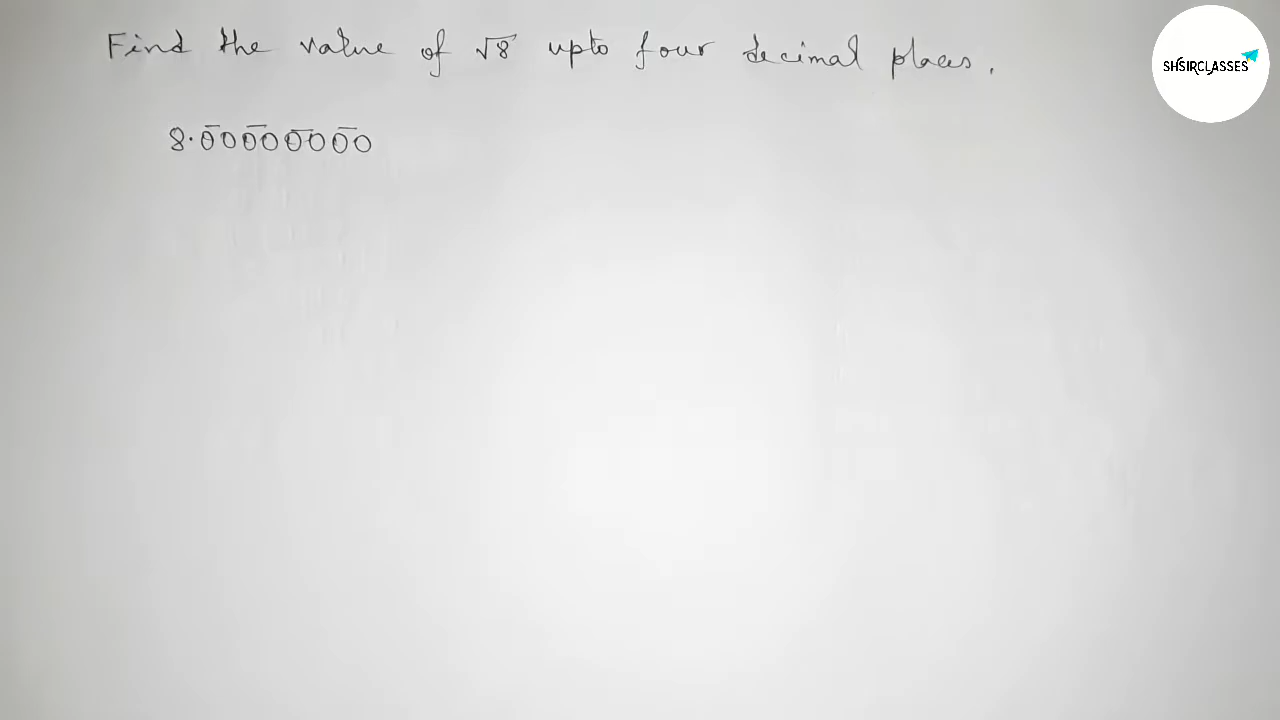 Find the value of √8 upto four decimal places.
SHSIRCLASSES
8.00000000